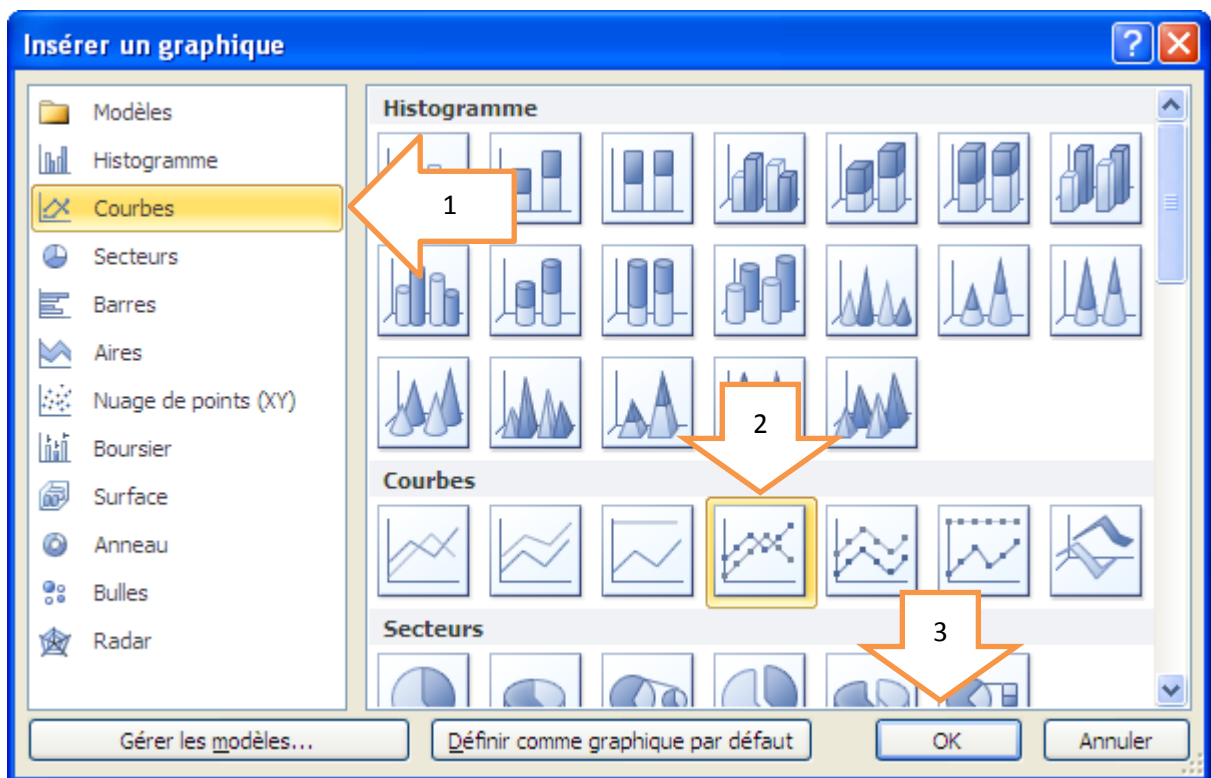 Insérer un graphique
Modèles
Histogramme
Courbes
Secteurs
Barres
Aires
Nuage de points (XY)
Boursier
Surface
Anneau
Bulles
Radar
Histogramme
1
2
Courbes
Secteurs
3
Gérer les modèles...
Définir comme graphique par défaut
OK
Annuler